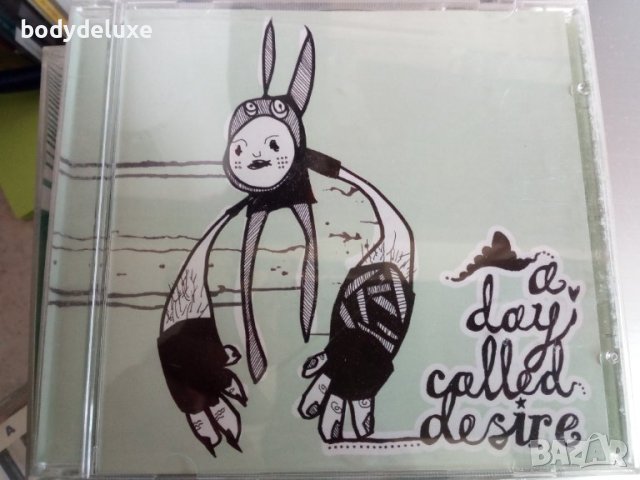 bodydeluxe
a
day
called
desire
BAZAR
A